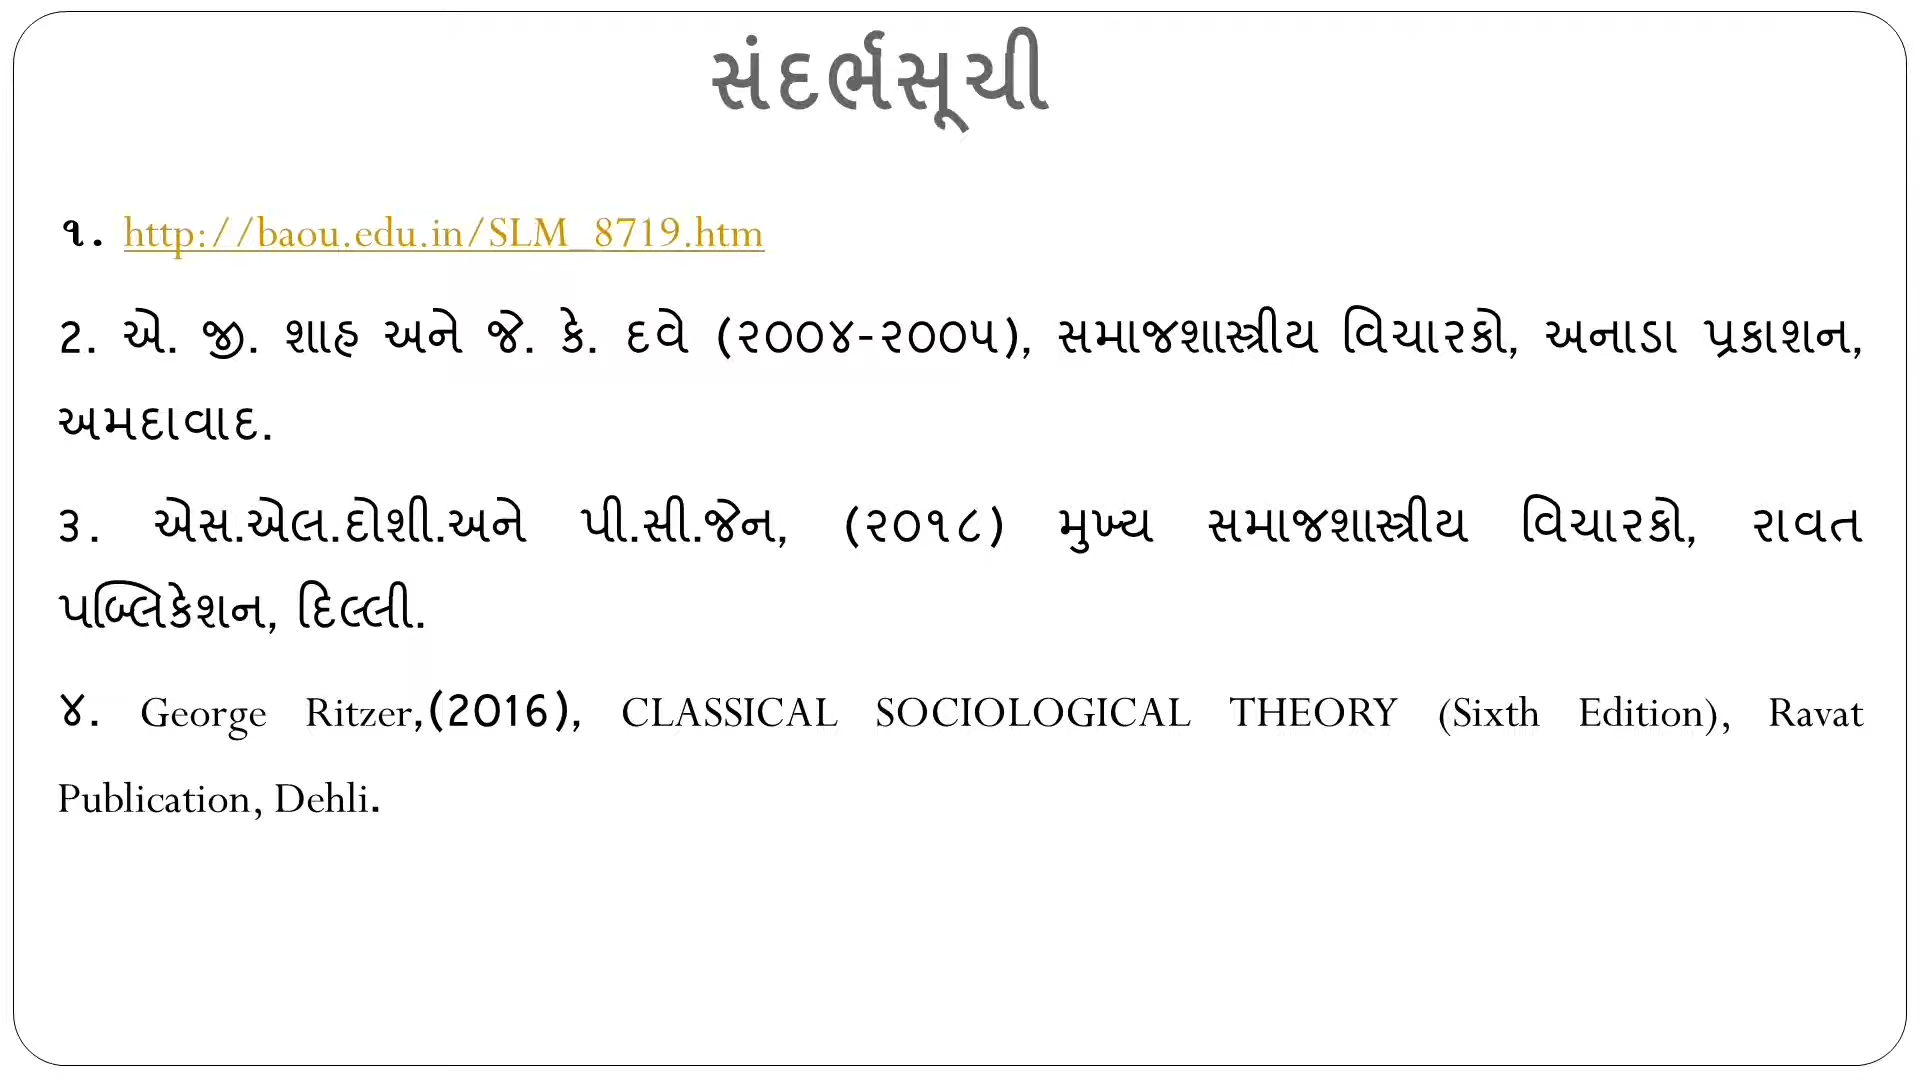 સંદર્ભસૂચી
૧. http://baou.edu.in/SLM_8719.htm
2. એ. જી. શાહ અને જે. કે. દવે (૨૦૦૪-૨૦૦૫), સમાજશાસ્ત્રીય વિચારકો, અનાડા પ્રકાશન,
અમદાવાદ.
૩. એસ.એલ.દોશી.અને પી.સી.જેન, (૨૦૧૮) મુખ્ય સમાજશાસ્ત્રીય વિચારકો, રાવત
પબ્લિકેશન, દિલ્લી.
૪. George Ritzer,(2016), CLASSICAL SOCIOLOGICAL THEORY (Sixth Edition), Ravat
Publication, Dehli.